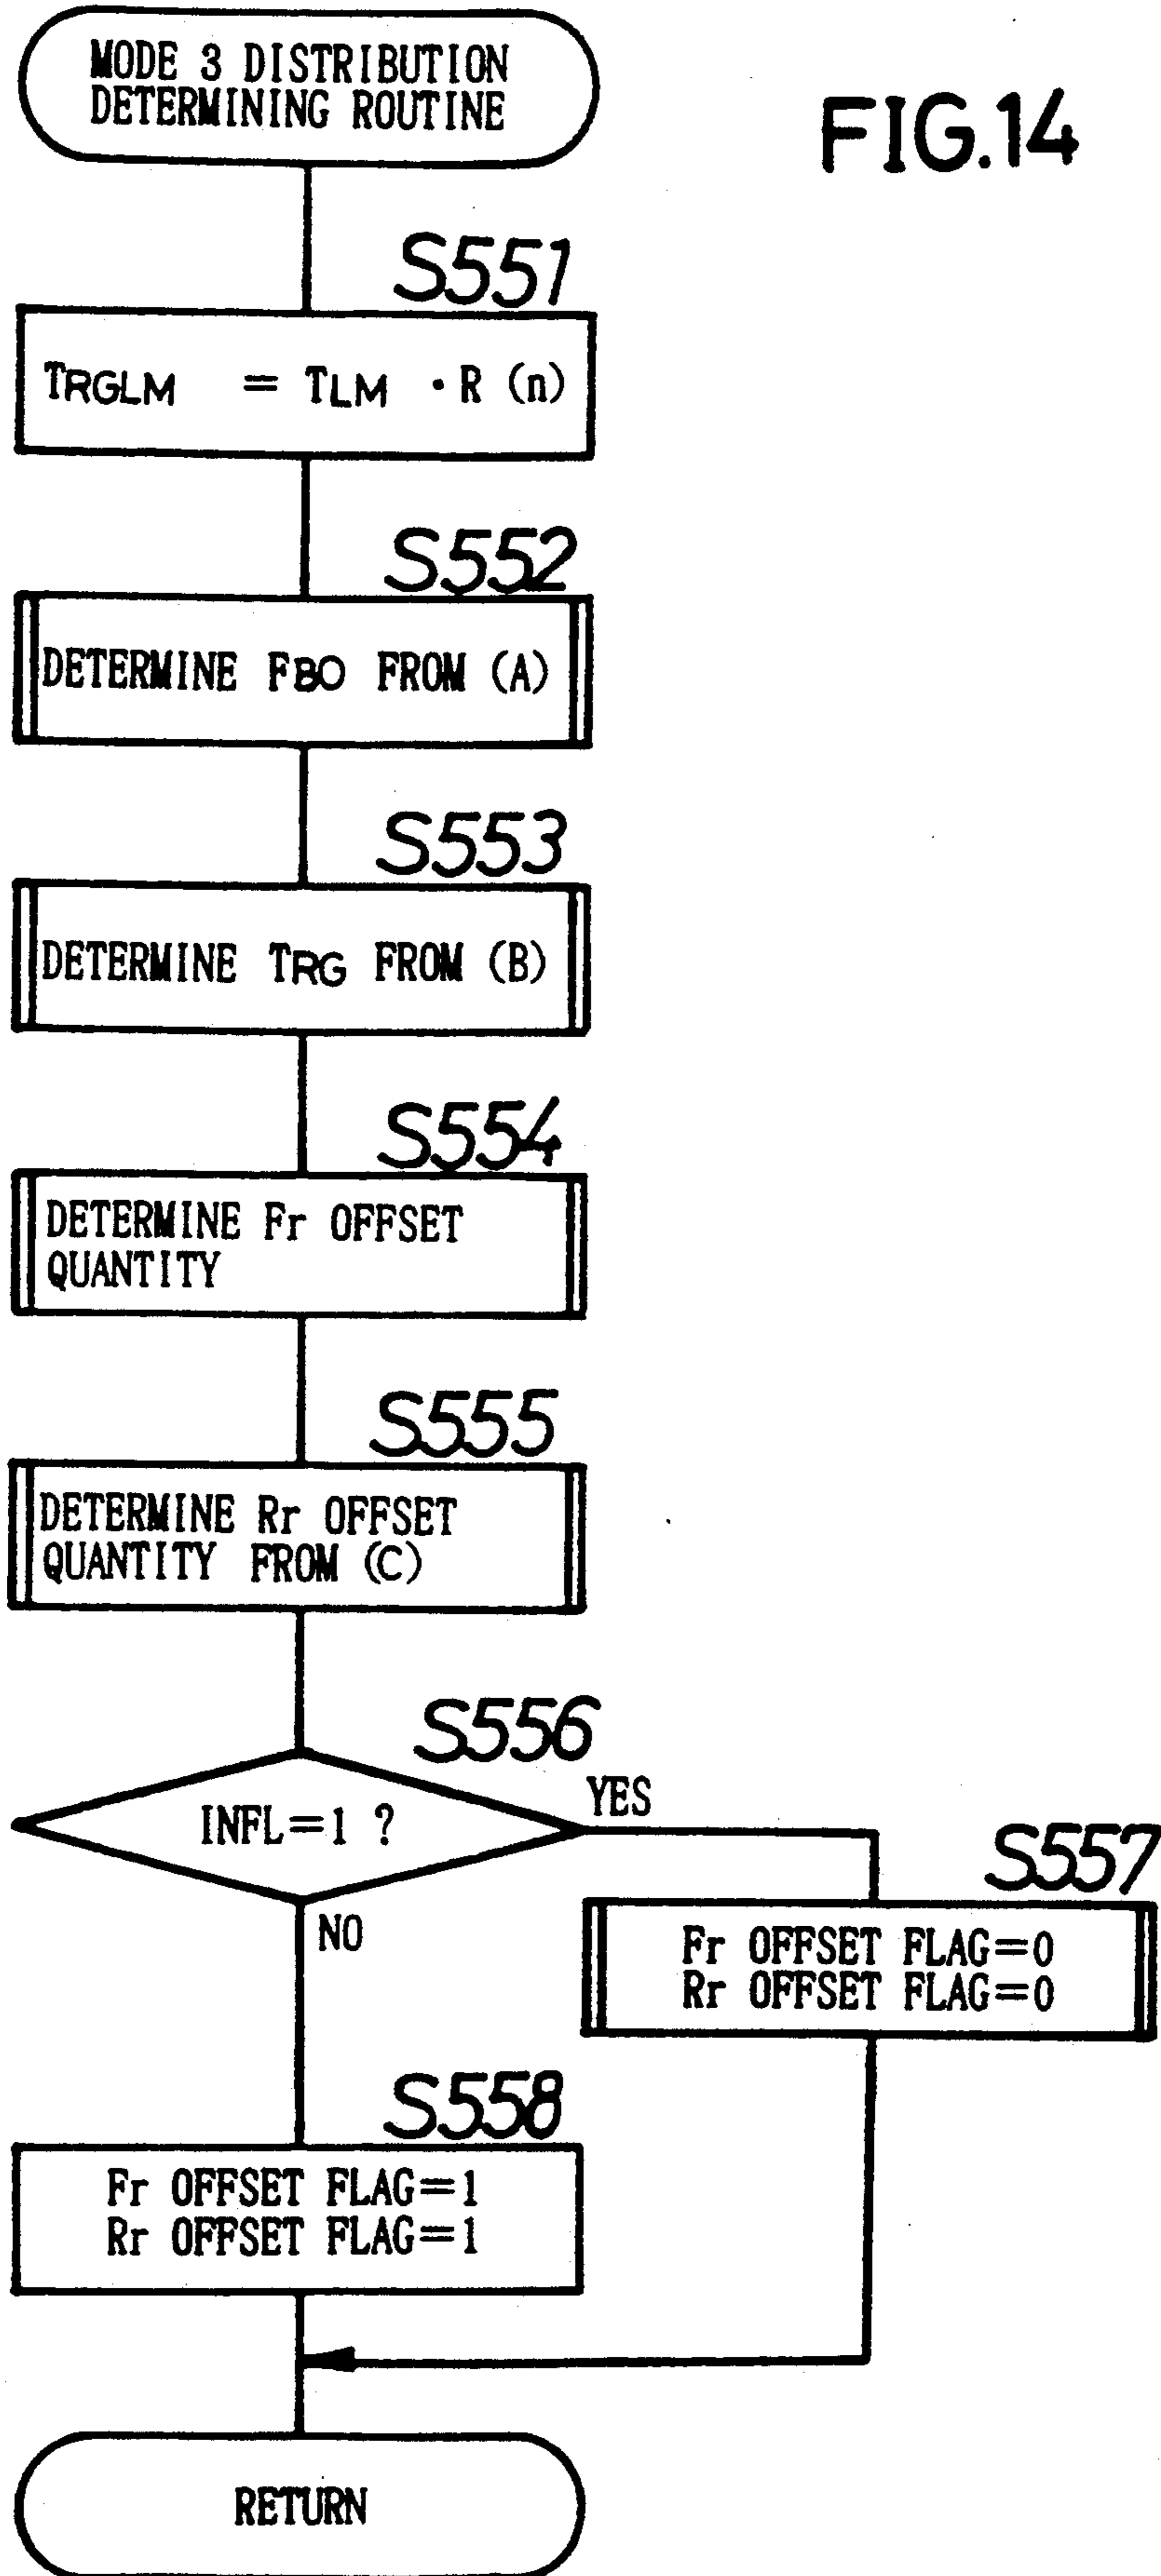 MODE 3 DISTRIBUTION
DETERMINING ROUTINE
FIG.14
S551
TRGLM = TLM · R (n)
S552
DETERMINE FBO FROM (A)
S553
DETERMINE TRG FROM (B)
S554
DETERMINE Fr OFFSET
QUANTITY
S555
DETERMINE Rr OFFSET
QUANTITY FROM (C)
S556
INFL=1 ?
YES
NO
S557
Fr OFFSET FLAG=0
Rr OFFSET FLAG=0
S558
Fr OFFSET FLAG=1
Rr OFFSET FLAG=1
RETURN